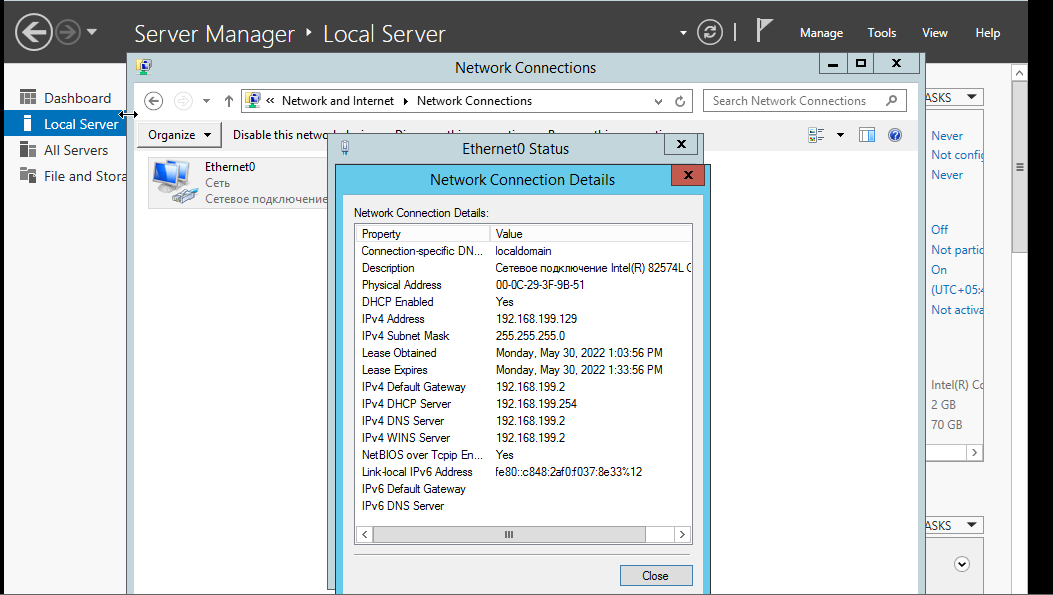 Server Manager ‣ Local Server
Manage Tools View Help
Network Connections
« Network and Internet ▸ Network Connections
Search Network Connections
Dashboard
Local Server
All Servers
File and Stora
Organize
Disable this
Ethernet0
Сеть
Сетевое подключение
Ethernet0 Status
Network Connection Details
Network Connection Details:
Property Value
Connection-specific DN... localdomain
Description Сетевое подключение Intel(R) 82574L G
Physical Address 00-0C-29-3F-9B-51
DHCP Enabled Yes
IPv4 Address 192.168.199.129
IPv4 Subnet Mask 255.255.255.0
Lease Obtained Monday, May 30, 2022 1:03:56 PM
Lease Expires Monday, May 30, 2022 1:33:56 PM
IPv4 Default Gateway 192.168.199.2
IPv4 DHCP Server 192.168.199.254
IPv4 DNS Server 192.168.199.2
IPv4 WINS Server 192.168.199.2
NetBIOS over Tcpip En... Yes
Link-local IPv6 Address fe80::c848:2af0:f037:8e33%12
IPv6 Default Gateway
IPv6 DNS Server
Close
ASKS
Never
Not config
Never
Off
Not partic
On
(UTC+05:
Not activa
Intel(R) Co
2 GB
70 GB
ASKS